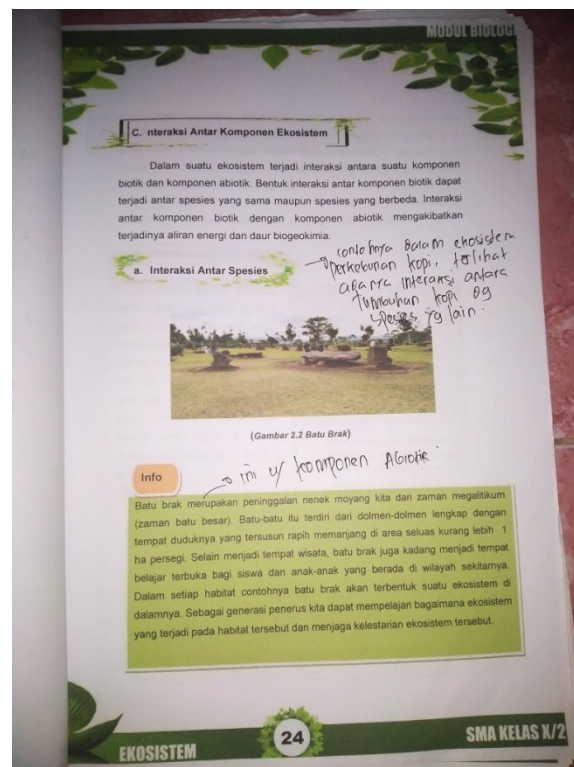 MODUL BIOLOGI
C. nteraksi Antar Komponen Ekosistem
Dalam suatu ekosistem terjadi interaksi antara suatu komponen
biotik dan komponen abiotik. Bentuk interaksi antar komponen biotik dapat
terjadi antar spesies yang sama maupun spesies yang berbeda. Interaksi
antar komponen biotik dengan komponen abiotik mengakibatkan
terjadinya aliran energi dan daur biogeokimia.
contohnya dalam ekosistem
perkebunan kopi, terlihat
adanya interaksi antara
tumbuhan kopi dg
spesies yg lain.
a. Interaksi Antar Spesies
(Gambar 2.2 Batu Brak)
ini u/ komponen Abiotik.
Info
Batu brak merupakan peninggalan nenek moyang kita dari zaman megalitikum
(zaman batu besar). Batu-batu itu terdiri dari dolmen-dolmen lengkap dengan
tempat duduknya yang tersusun rapih memanjang di area seluas kurang lebih 1
ha persegi. Selain menjadi tempat wisata, batu brak juga kadang menjadi tempat
belajar terbuka bagi siswa dan anak-anak yang berada di wilayah sekitarnya.
Dalam setiap habitat contohnya batu brak akan terbentuk suatu ekosistem di
dalamnya. Sebagai generasi penerus kita dapat mempelajari bagaimana ekosistem
yang terjadi pada habitat tersebut dan menjaga kelestarian ekosistem tersebut.
EKOSISTEM
24
SMA KELAS X/2